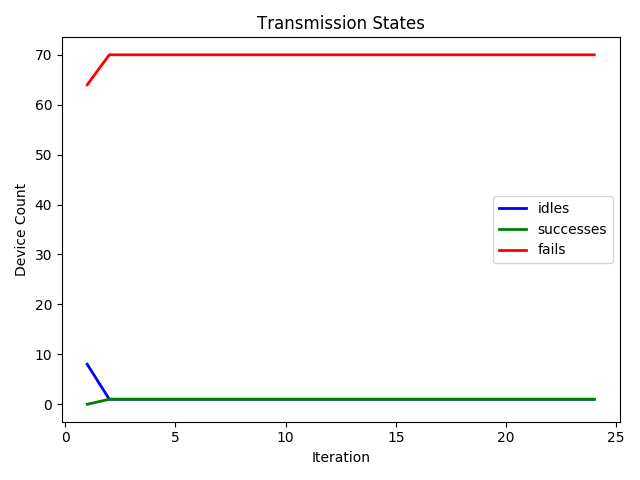 Transmission States
70
60
50
40
30
20
10
0
Device Count
idles
successes
fails
0 5 10 15 20 25
Iteration